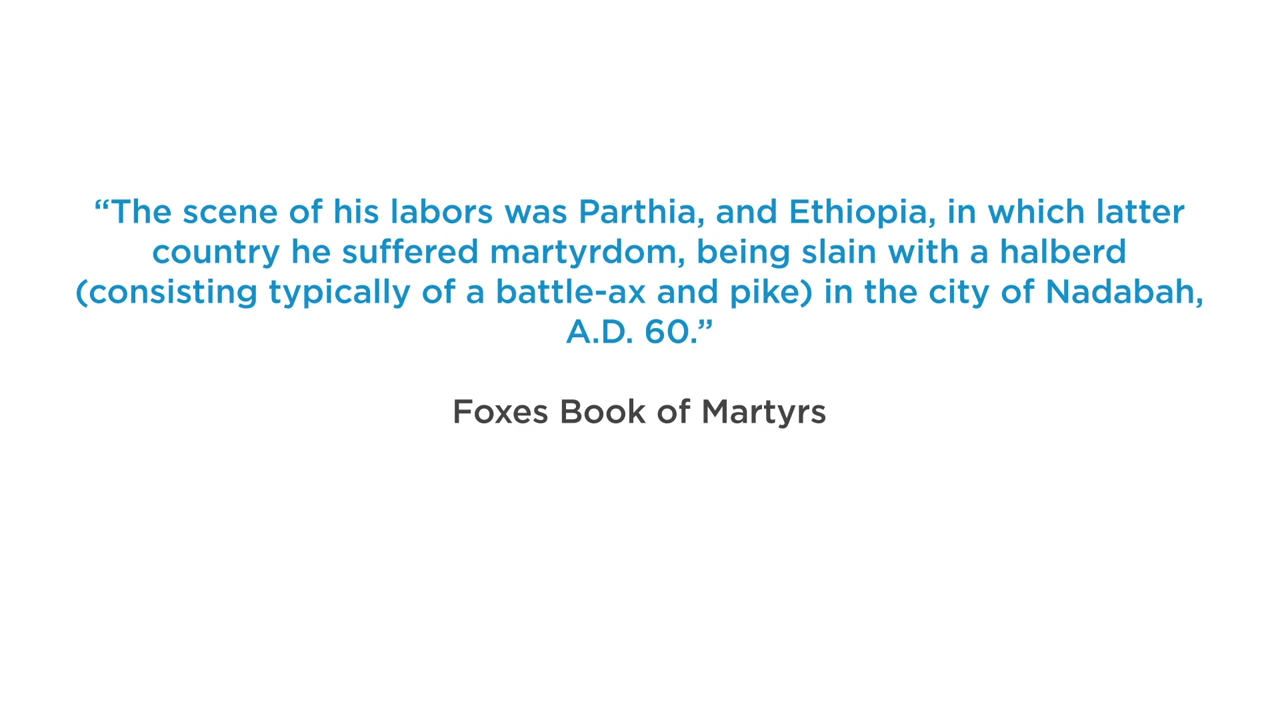 “The scene of his labors was Parthia, and Ethiopia, in which latter
country he suffered martyrdom, being slain with a halberd
(consisting typically of a battle-ax and pike) in the city of Nadabah,
A.D. 60.”
Foxes Book of Martyrs